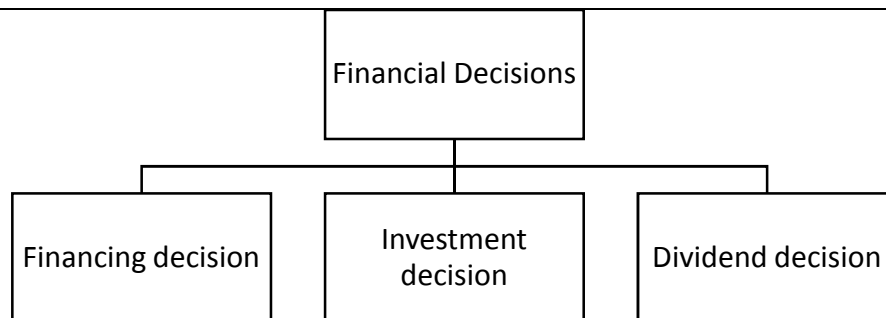 Financial Decisions
Financing decision
Investment
decision
Dividend decision